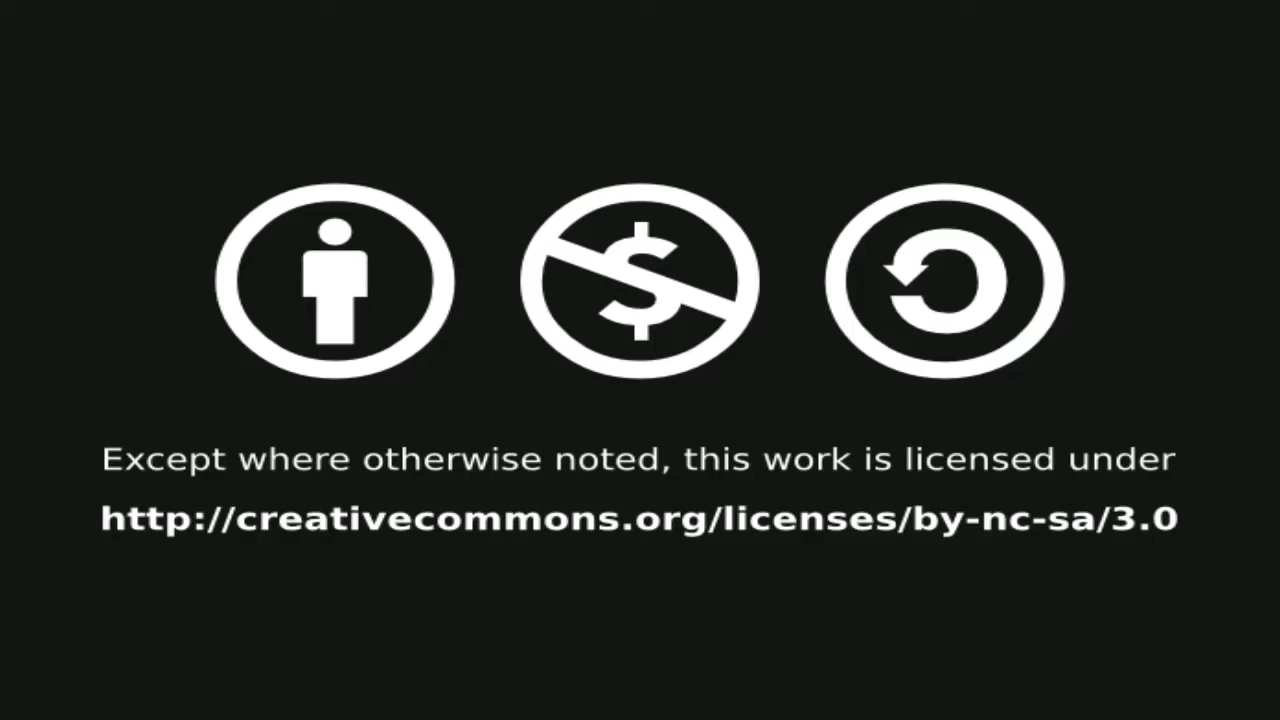 Except where otherwise noted, this work is licensed under
http://creativecommons.org/licenses/by-nc-sa/3.0